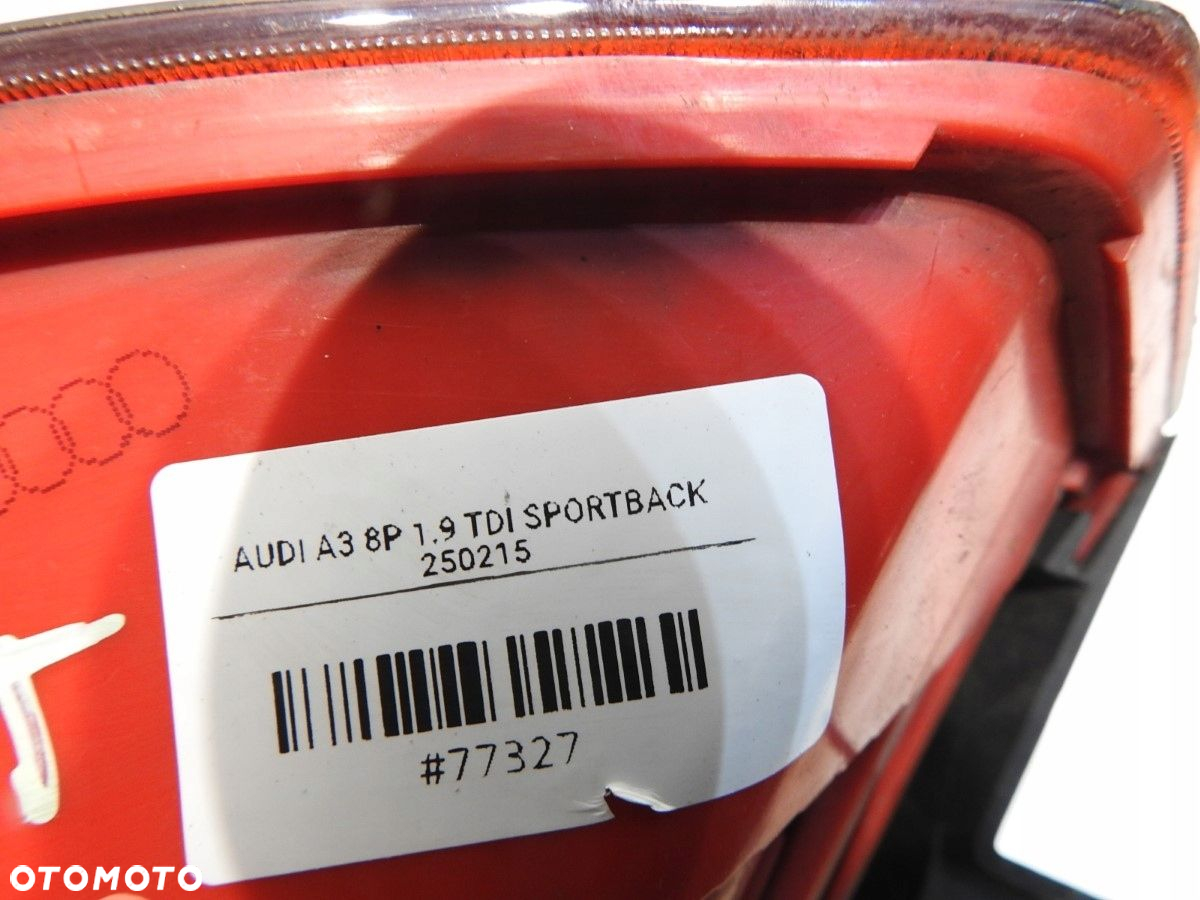 AUDI A3 8P 1.9 TDI SPORTBACK
250215
#77327
OTOMOTO